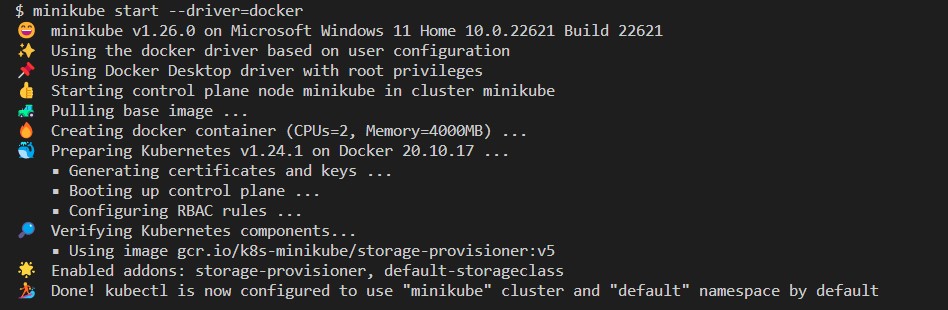 $ minikube start --driver=docker
😄 minikube v1.26.0 on Microsoft Windows 11 Home 10.0.22621 Build 22621
✨ Using the docker driver based on user configuration
📌 Using Docker Desktop driver with root privileges
👍 Starting control plane node minikube in cluster minikube
🚜 Pulling base image ...
🔥 Creating docker container (CPUs=2, Memory=4000MB) ...
🐳 Preparing Kubernetes v1.24.1 on Docker 20.10.17 ...
▪ Generating certificates and keys ...
▪ Booting up control plane ...
▪ Configuring RBAC rules ...
🔎 Verifying Kubernetes components...
▪ Using image gcr.io/k8s-minikube/storage-provisioner:v5
🌟 Enabled addons: storage-provisioner, default-storageclass
🏄 Done! kubectl is now configured to use "minikube" cluster and "default" namespace by default